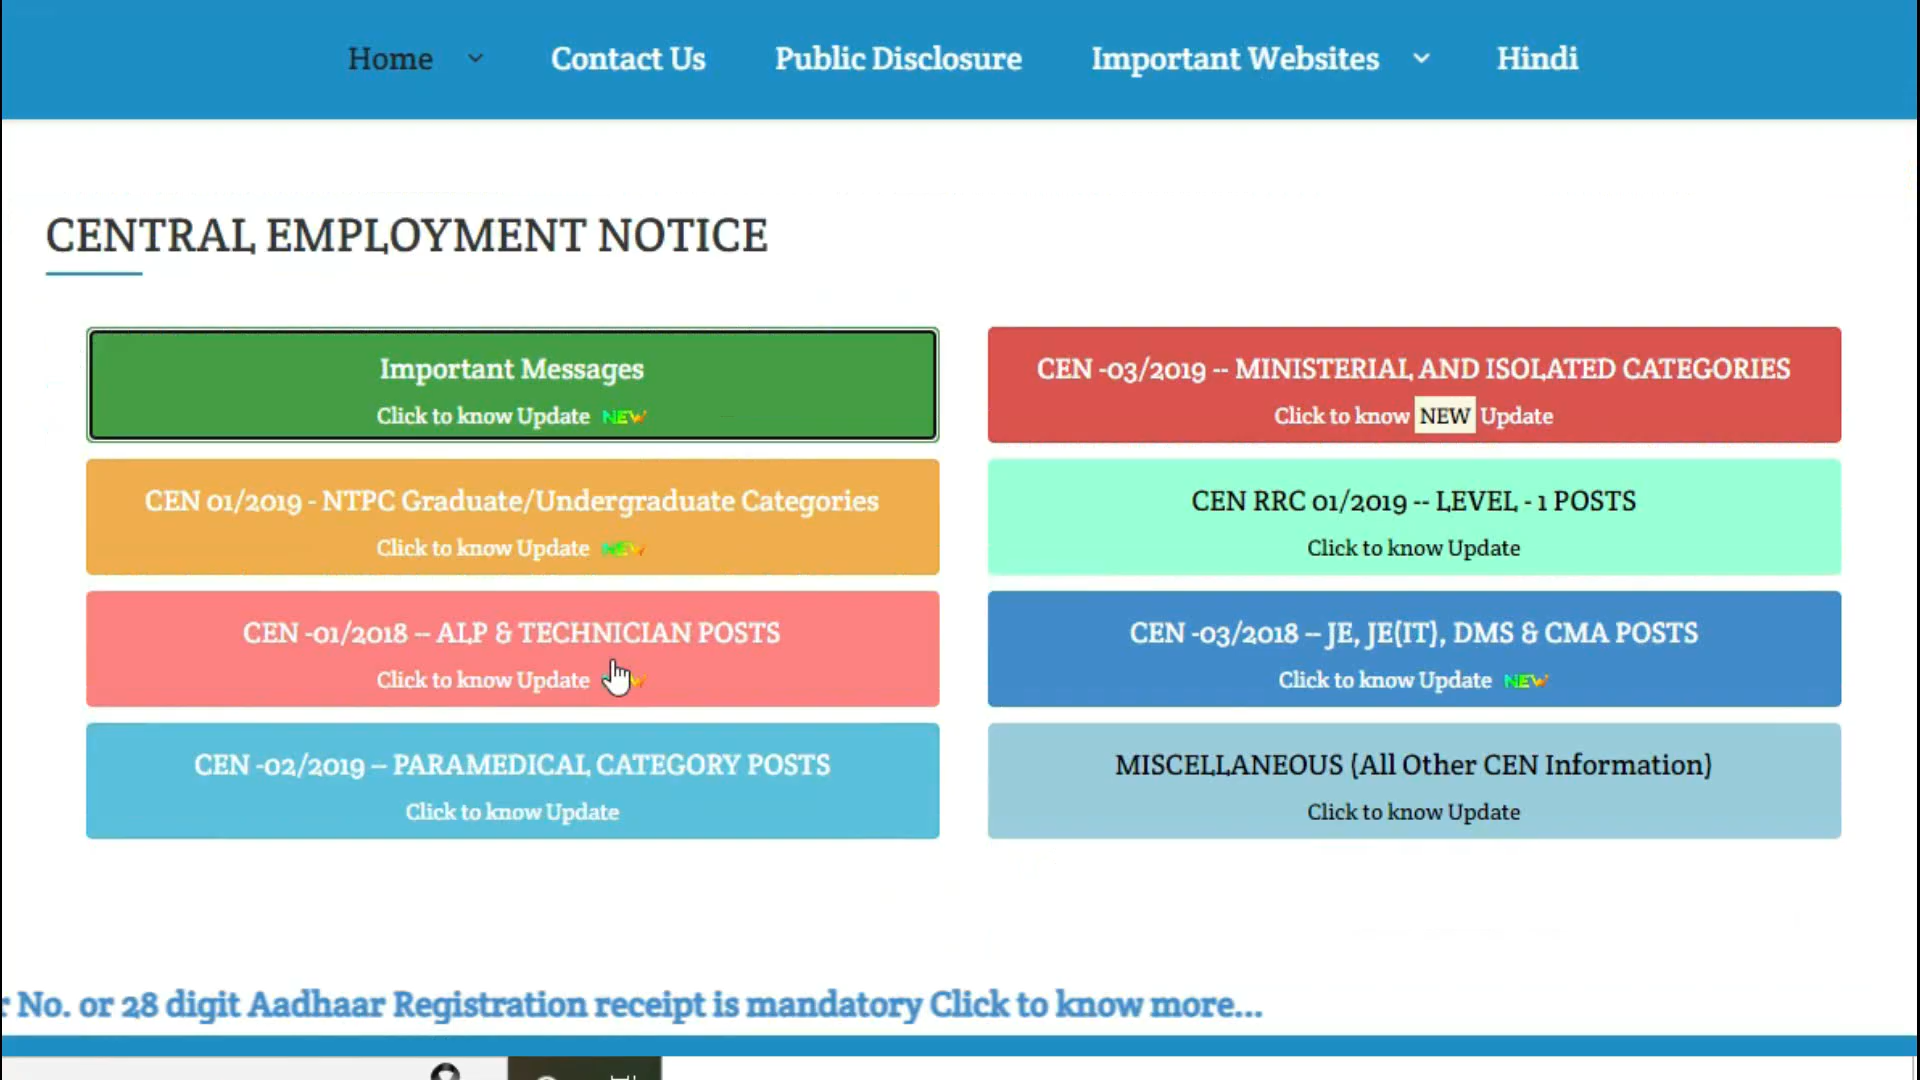 Home Contact Us Public Disclosure Important Websites Hindi
CENTRAL EMPLOYMENT NOTICE
Important Messages
Click to know Update NEW
CEN -03/2019 -- MINISTERIAL AND ISOLATED CATEGORIES
Click to know NEW Update
CEN 01/2019 - NTPC Graduate/Undergraduate Categories
Click to know Update NEW
CEN RRC 01/2019 -- LEVEL - 1 POSTS
Click to know Update
CEN -01/2018 -- ALP & TECHNICIAN POSTS
Click to know Update
CEN -03/2018 -- JE, JE(IT), DMS & CMA POSTS
Click to know Update NEW
CEN -02/2019 -- PARAMEDICAL CATEGORY POSTS
Click to know Update
MISCELLANEOUS (All Other CEN Information)
Click to know Update
No. or 28 digit Aadhaar Registration receipt is mandatory Click to know more...